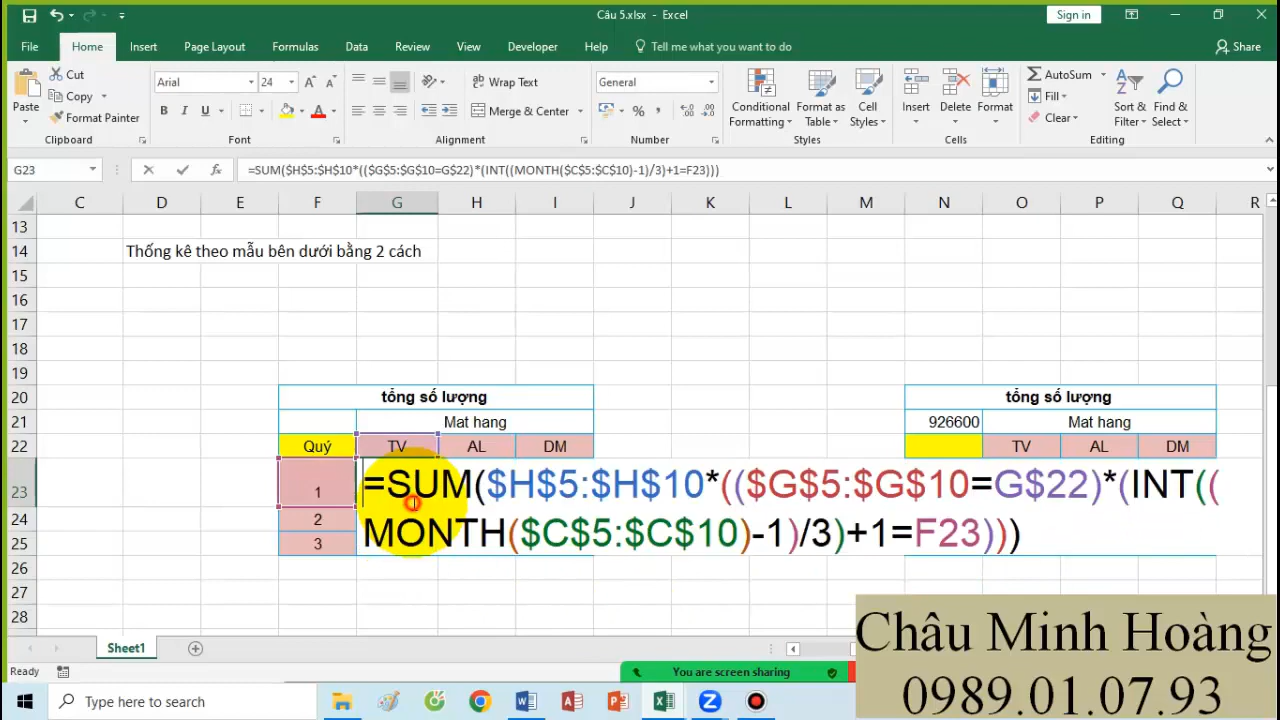 Câu 5.xlsx - Excel
Sign in
File Home Insert Page Layout Formulas Data Review View Developer Help Tell me what you want to do Share
Paste
Cut
Copy
Format Painter
Clipboard
Arial 24
B I U
Font
Wrap Text
Merge & Center
Alignment
General
Number
Conditional Formatting
Format as Table
Cell Styles
Styles
Insert Delete Format
Cells
AutoSum
Fill
Clear
Sort & Filter
Find & Select
Editing
G23 fx =SUM($H$5:$H$10*(($G$5:$G$10=G$22)*(INT((MONTH($C$5:$C$10)-1)/3)+1=F23)))
C D E F G H I J K L M N O P Q R
13
14 Thống kê theo mẫu bên dưới bằng 2 cách
15
16
17
18
19
20 tổng số lượng tổng số lượng
21 Mat hang 926600 Mat hang
22 Quý TV AL DM TV AL DM
23 1 =SUM($H$5:$H$10*(($G$5:$G$10=G$22)*(INT((
MONTH($C$5:$C$10)-1)/3)+1=F23)))
24 2
25 3
26
27
28
Châu Minh Hoàng
0989.01.07.93
Sheet1
Ready
You are screen sharing
Type here to search